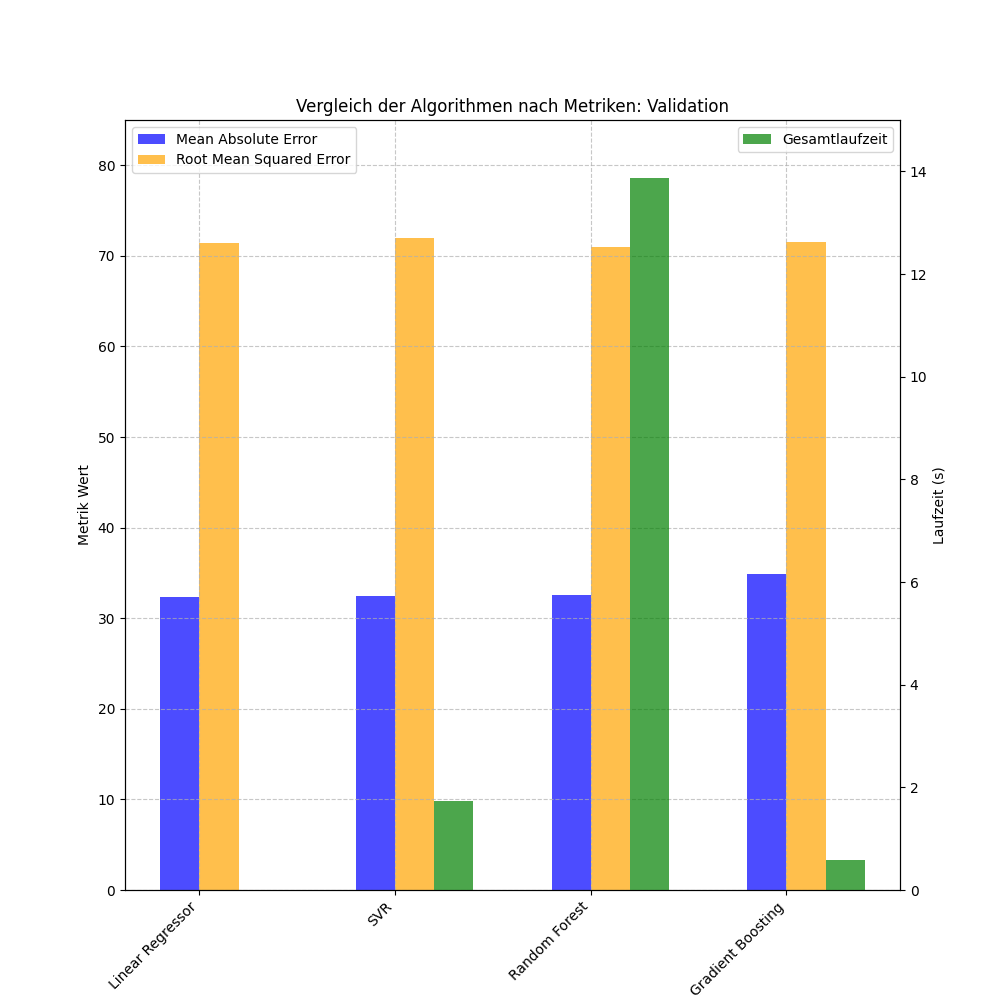 Vergleich der Algorithmen nach Metriken: Validation
Mean Absolute Error
Root Mean Squared Error
Gesamtlaufzeit
Metrik Wert
80
70
60
50
40
30
20
10
0
Laufzeit (s)
14
12
10
8
6
4
2
0
Linear Regressor
SVR
Random Forest
Gradient Boosting